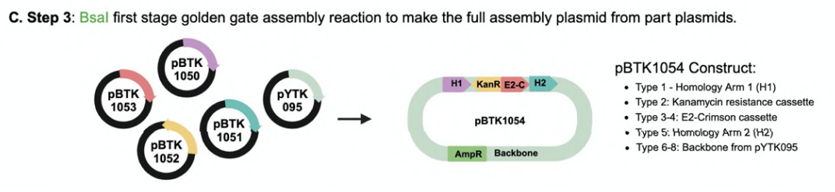 C. Step 3: BsaI first stage golden gate assembly reaction to make the full assembly plasmid from part plasmids.
pBTK
1050
pBTK
1053
pYTK
095
pBTK
1051
pBTK
1052
H1 KanR E2-C H2
pBTK1054
AmpR Backbone
pBTK1054 Construct:
• Type 1 - Homology Arm 1 (H1)
• Type 2: Kanamycin resistance cassette
• Type 3-4: E2-Crimson cassette
• Type 5: Homology Arm 2 (H2)
• Type 6-8: Backbone from pYTK095